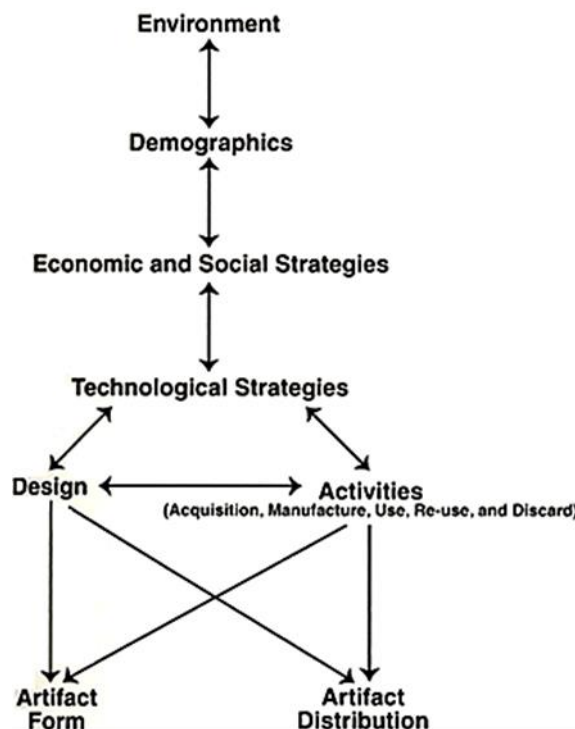 Environment
Demographics
Economic and Social Strategies
Technological Strategies
Design
Activities
(Acquisition, Manufacture, Use, Re-use, and Discard)
Artifact
Form
Artifact
Distribution